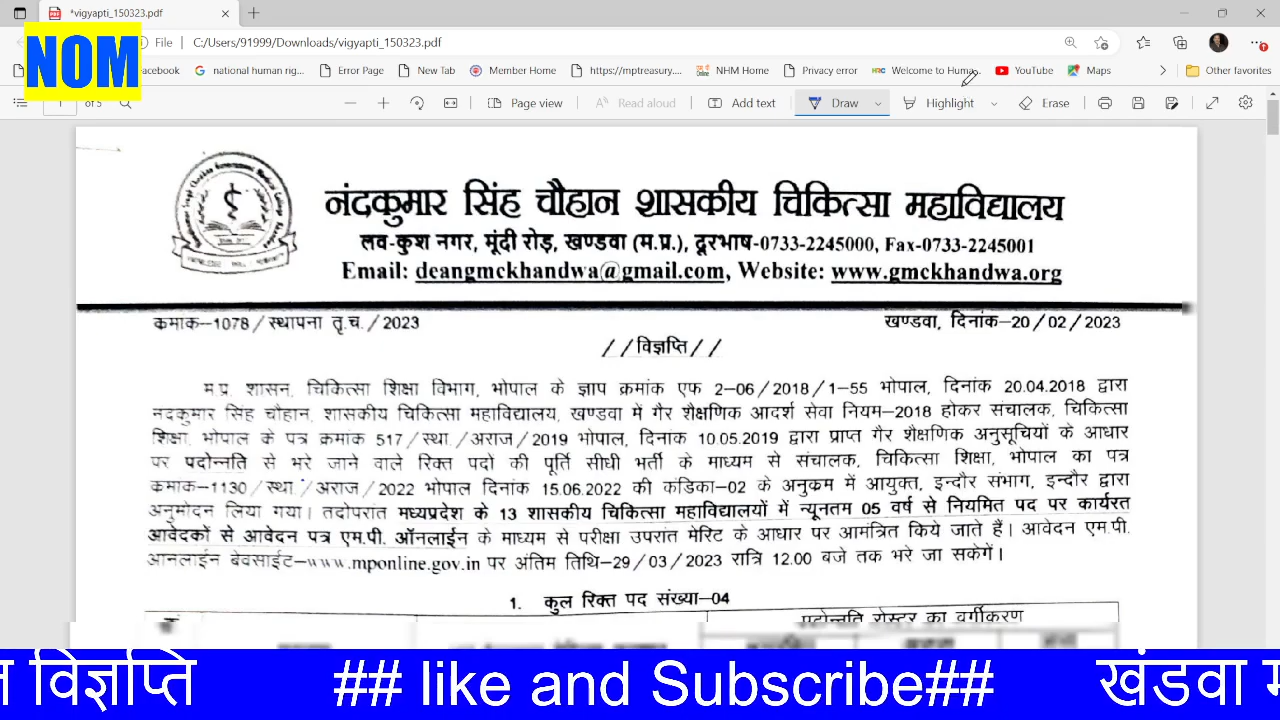 *vigyapti_150323.pdf
NOM
File C:/Users/91999/Downloads/vigyapti_150323.pdf
acebook national human rig... Error Page New Tab Member Home https://mptreasury... NHM Home Privacy error Welcome to Huma... YouTube Maps Other favorites
1 of 5 Page view Read aloud Add text Draw Highlight Erase
नंदकुमार सिंह चौहान शासकीय चिकित्सा महाविद्यालय
लव-कुश नगर, मूंदी रोड़, खण्डवा (म.प्र.), दूरभाष-0733-2245000, Fax-0733-2245001
Email: deangmckhandwa@gmail.com, Website: www.gmckhandwa.org
कमाक-1078/स्थापना तृ.च./2023 खण्डवा, दिनांक-20/02/2023
//विज्ञप्ति//
म.प्र. शासन, चिकित्सा शिक्षा विभाग, भोपाल के ज्ञाप क्रमांक एफ 2-06/2018/1-55 भोपाल, दिनांक 20.04.2018 द्वारा
नंदकुमार सिंह चौहान, शासकीय चिकित्सा महाविद्यालय, खण्डवा में गैर शैक्षणिक आदर्श सेवा नियम-2018 होकर संचालक, चिकित्सा
शिक्षा, भोपाल के पत्र क्रमांक 517/स्था./अराज/2019 भोपाल, दिनांक 10.05.2019 द्वारा प्राप्त गैर शैक्षणिक अनुसूचियों के आधार
पर पदोन्नति से भरे जाने वाले रिक्त पदो की पूर्ति सीधी भर्ती के माध्यम से संचालक, चिकित्सा शिक्षा, भोपाल का पत्र
कमाक-1130/स्था/अराज/2022 भोपाल दिनांक 15.06.2022 की कंडिका-02 के अनुक्रम में आयुक्त, इन्दौर संभाग, इन्दौर द्वारा
अनुमोदन लिया गया। तदोपरांत मध्यप्रदेश के 13 शासकीय चिकित्सा महाविद्यालयों में न्यूनतम 05 वर्ष से नियमित पद पर कार्यरत
आवेदकों से आवेदन पत्र एम.पी. ऑनलाईन के माध्यम से परीक्षा उपरांत मेरिट के आधार पर आमंत्रित किये जाते हैं। आवेदन एम.पी.
आनलाईन बेवसाईट-www.mponline.gov.in पर अंतिम तिथि-29/03/2023 रात्रि 12.00 बजे तक भरे जा सकेगें।
1. कुल रिक्त पद संख्या-04
पदोन्नति रोस्टर का वर्गीकरण
न विज्ञप्ति ## like and Subscribe## खंडवा म